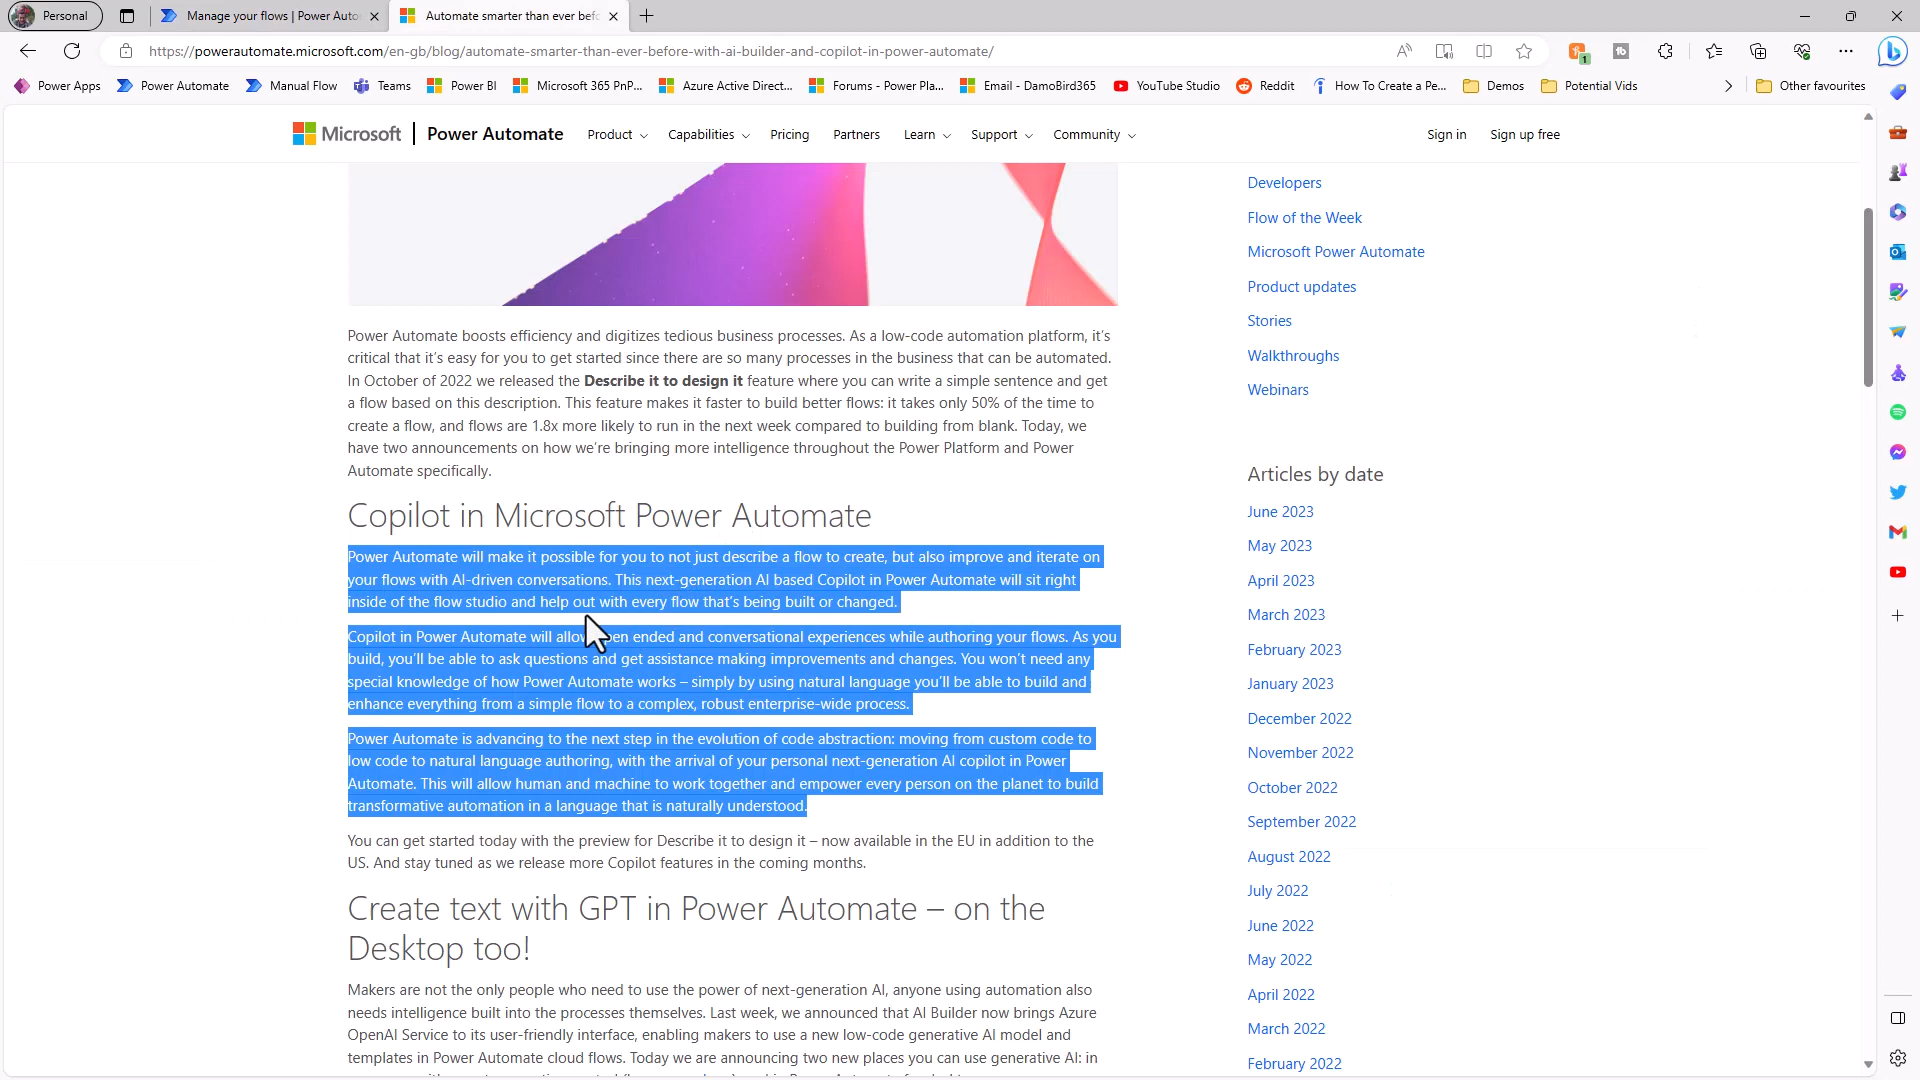 Personal
Manage your flows | Power Auto
Automate smarter than ever bef
https://powerautomate.microsoft.com/en-gb/blog/automate-smarter-than-ever-before-with-ai-builder-and-copilot-in-power-automate/
Power Apps
Power Automate
Manual Flow
Teams
Power BI
Microsoft 365 PnP...
Azure Active Direct...
Forums - Power Pla...
Email - DamoBird365
YouTube Studio
Reddit
How To Create a Pe...
Demos
Potential Vids
Other favourites
Microsoft
Power Automate
Product
Capabilities
Pricing
Partners
Learn
Support
Community
Sign in
Sign up free
Power Automate boosts efficiency and digitizes tedious business processes. As a low-code automation platform, it's
critical that it's easy for you to get started since there are so many processes in the business that can be automated.
In October of 2022 we released the Describe it to design it feature where you can write a simple sentence and get
a flow based on this description. This feature makes it faster to build better flows: it takes only 50% of the time to
create a flow, and flows are 1.8x more likely to run in the next week compared to building from blank. Today, we
have two announcements on how we're bringing more intelligence throughout the Power Platform and Power
Automate specifically.
Copilot in Microsoft Power Automate
Power Automate will make it possible for you to not just describe a flow to create, but also improve and iterate on
your flows with AI-driven conversations. This next-generation AI based Copilot in Power Automate will sit right
inside of the flow studio and help out with every flow that's being built or changed.
Copilot in Power Automate will allow en ended and conversational experiences while authoring your flows. As you
build, you'll be able to ask questions and get assistance making improvements and changes. You won't need any
special knowledge of how Power Automate works – simply by using natural language you'll be able to build and
enhance everything from a simple flow to a complex, robust enterprise-wide process.
Power Automate is advancing to the next step in the evolution of code abstraction: moving from custom code to
low code to natural language authoring, with the arrival of your personal next-generation AI copilot in Power
Automate. This will allow human and machine to work together and empower every person on the planet to build
transformative automation in a language that is naturally understood.
You can get started today with the preview for Describe it to design it – now available in the EU in addition to the
US. And stay tuned as we release more Copilot features in the coming months.
Create text with GPT in Power Automate – on the
Desktop too!
Makers are not the only people who need to use the power of next-generation AI, anyone using automation also
needs intelligence built into the processes themselves. Last week, we announced that AI Builder now brings Azure
OpenAI Service to its user-friendly interface, enabling makers to use a new low-code generative AI model and
templates in Power Automate cloud flows. Today we are announcing two new places you can use generative AI: in
Developers
Flow of the Week
Microsoft Power Automate
Product updates
Stories
Walkthroughs
Webinars
Articles by date
June 2023
May 2023
April 2023
March 2023
February 2023
January 2023
December 2022
November 2022
October 2022
September 2022
August 2022
July 2022
June 2022
May 2022
April 2022
March 2022
February 2022